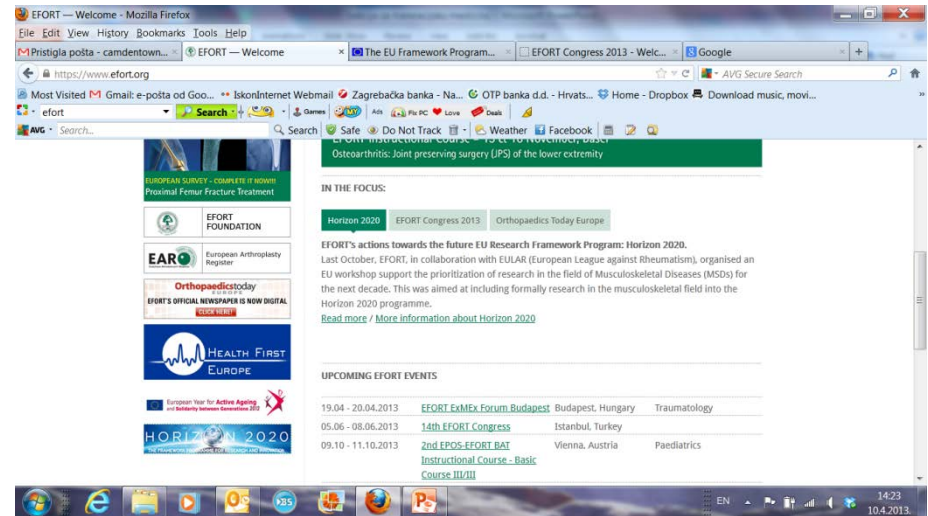 EFORT — Welcome - Mozilla Firefox
File Edit View History Bookmarks Tools Help
Pristigla pošta - camdentown... × EFORT — Welcome × The EU Framework Program... × EFORT Congress 2013 - Welc... × Google × +
https://www.efort.org AVG Secure Search
Most Visited Gmail: e-pošta od Goo... IskonInternet Webmail Zagrebačka banka - Na... OTP banka d.d. - Hrvats... Home - Dropbox Download music, movi... »
efort Search Games Ads Fix PC Love Deals
AVG Search... Search Safe Do Not Track Weather Facebook
EFORT Instructional Course – 15 & 16 November, Basel
Osteoarthritis: Joint preserving surgery (JPS) of the lower extremity
EUROPEAN SURVEY - COMPLETE IT NOW!!!
Proximal Femur Fracture Treatment
EFORT
FOUNDATION
EAR European Arthroplasty
Register
Orthopaedicstoday
EUROPE
EFORT'S OFFICIAL NEWSPAPER IS NOW DIGITAL
CLICK HERE!
HEALTH FIRST
EUROPE
European Year for Active Ageing
and Solidarity between Generations 2012
HORIZON 2020
IN THE FOCUS:
Horizon 2020 EFORT Congress 2013 Orthopaedics Today Europe
EFORT's actions towards the future EU Research Framework Program: Horizon 2020.
Last October, EFORT, in collaboration with EULAR (European League against Rheumatism), organised an
EU workshop support the prioritization of research in the field of Musculoskeletal Diseases (MSDs) for
the next decade. This was aimed at including formally research in the musculoskeletal field into the
Horizon 2020 programme.
Read more / More information about Horizon 2020
UPCOMING EFORT EVENTS
19.04 - 20.04.2013 EFORT ExMEx Forum Budapest Budapest, Hungary Traumatology
05.06 - 08.06.2013 14th EFORT Congress Istanbul, Turkey
09.10 - 11.10.2013 2nd EPOS-EFORT BAT Vienna, Austria Paediatrics
Instructional Course - Basic
Course III/III
EN 14:23
10.4.2013.